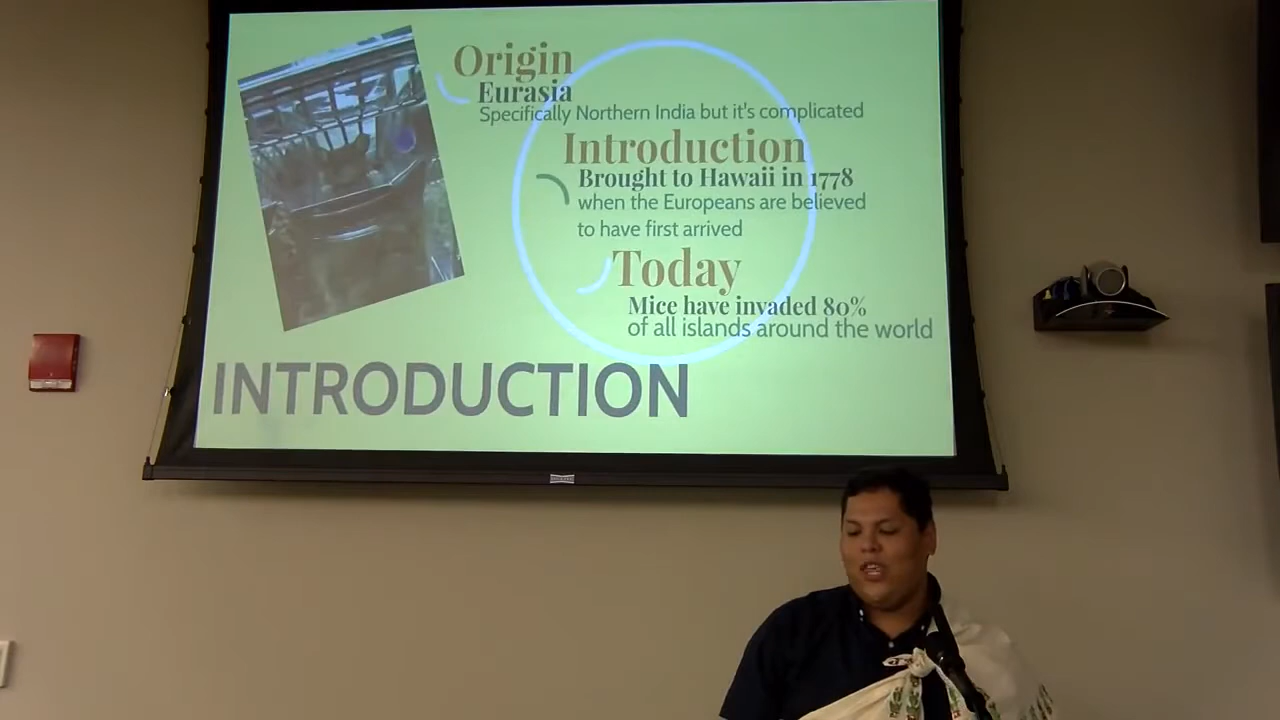 Origin
Eurasia
Specifically Northern India but it's complicated
Introduction
Brought to Hawaii in 1778
when the Europeans are believed
to have first arrived
Today
Mice have invaded 80%
of all islands around the world
INTRODUCTION